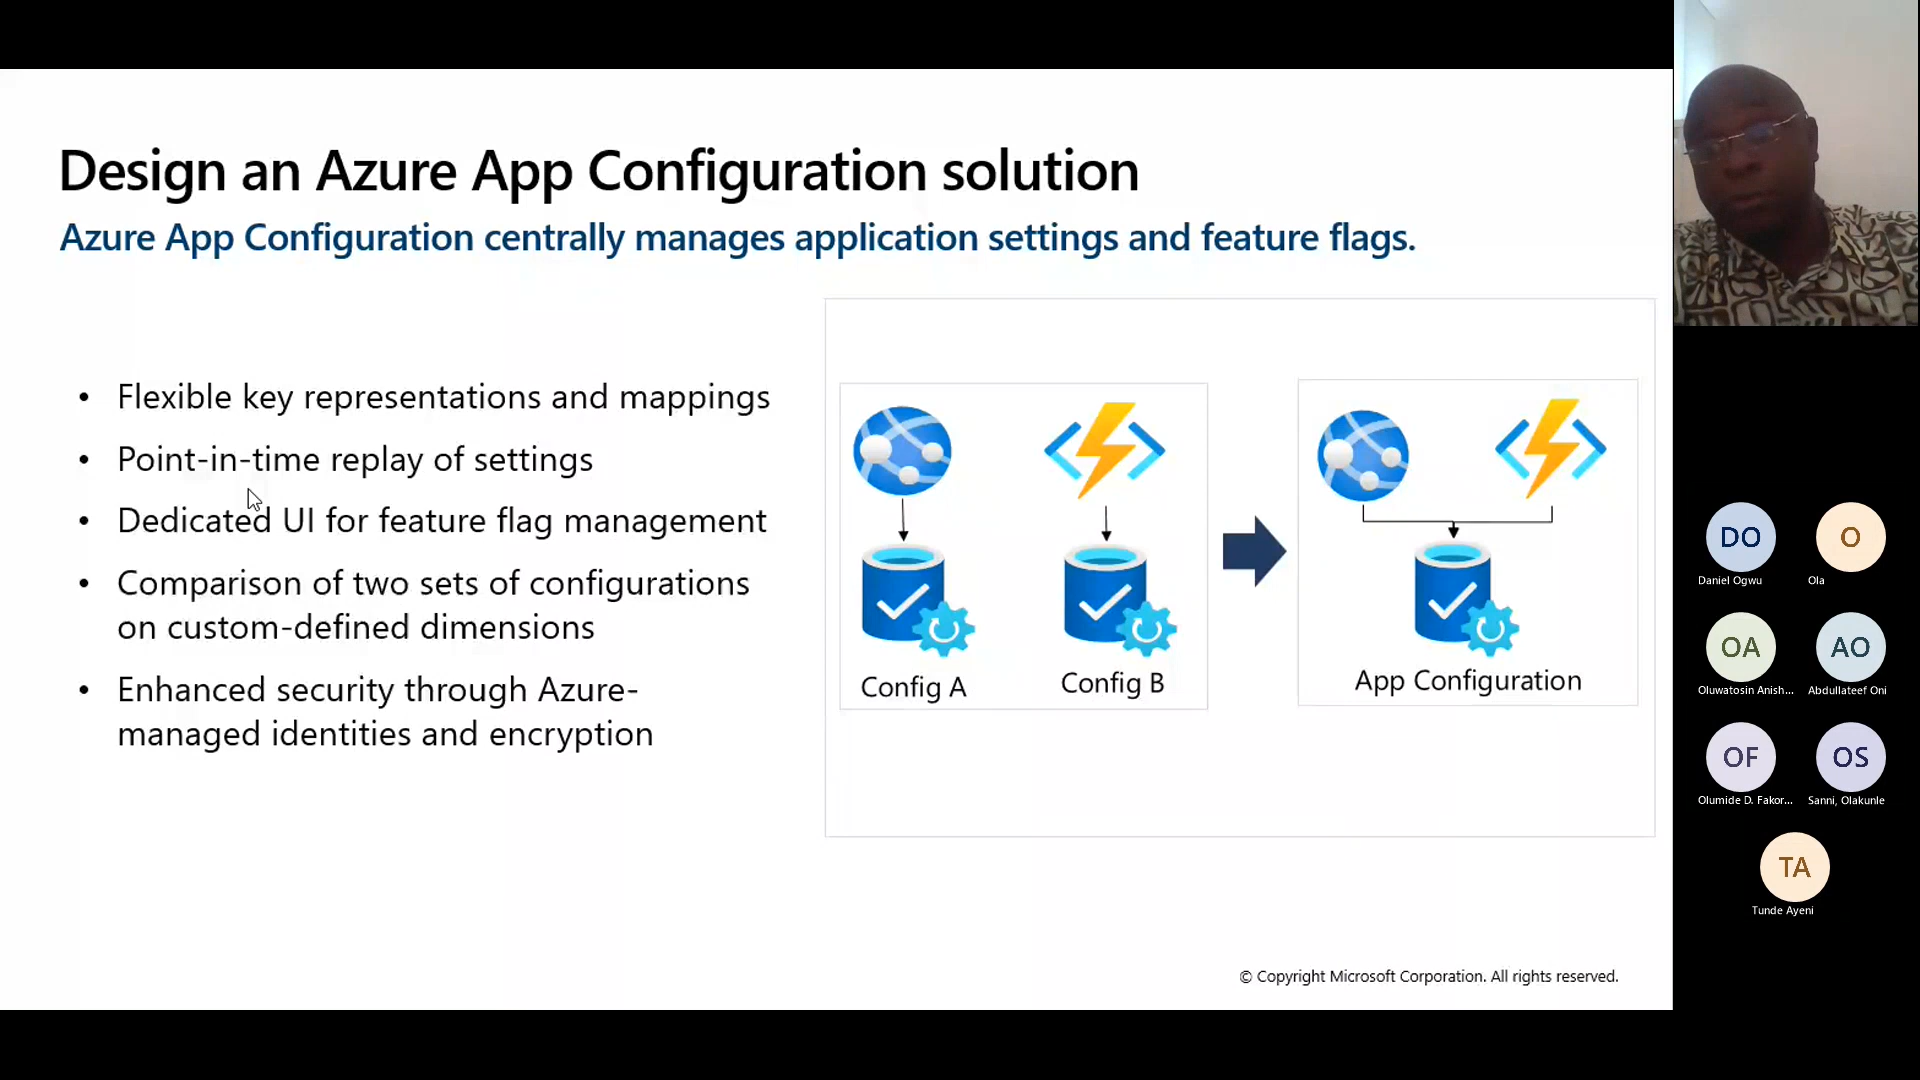 Design an Azure App Configuration solution
Azure App Configuration centrally manages application settings and feature flags.
• Flexible key representations and mappings
• Point-in-time replay of settings
• Dedicated UI for feature flag management
• Comparison of two sets of configurations
on custom-defined dimensions
• Enhanced security through Azure-
managed identities and encryption
Config A
Config B
App Configuration
© Copyright Microsoft Corporation. All rights reserved.
DO
Daniel Ogwu
O
Ola
OA
Oluwatosin Anish...
AO
Abdullateef Oni
OF
Olumide D. Fakor...
OS
Sanni, Olakunle
TA
Tunde Ayeni